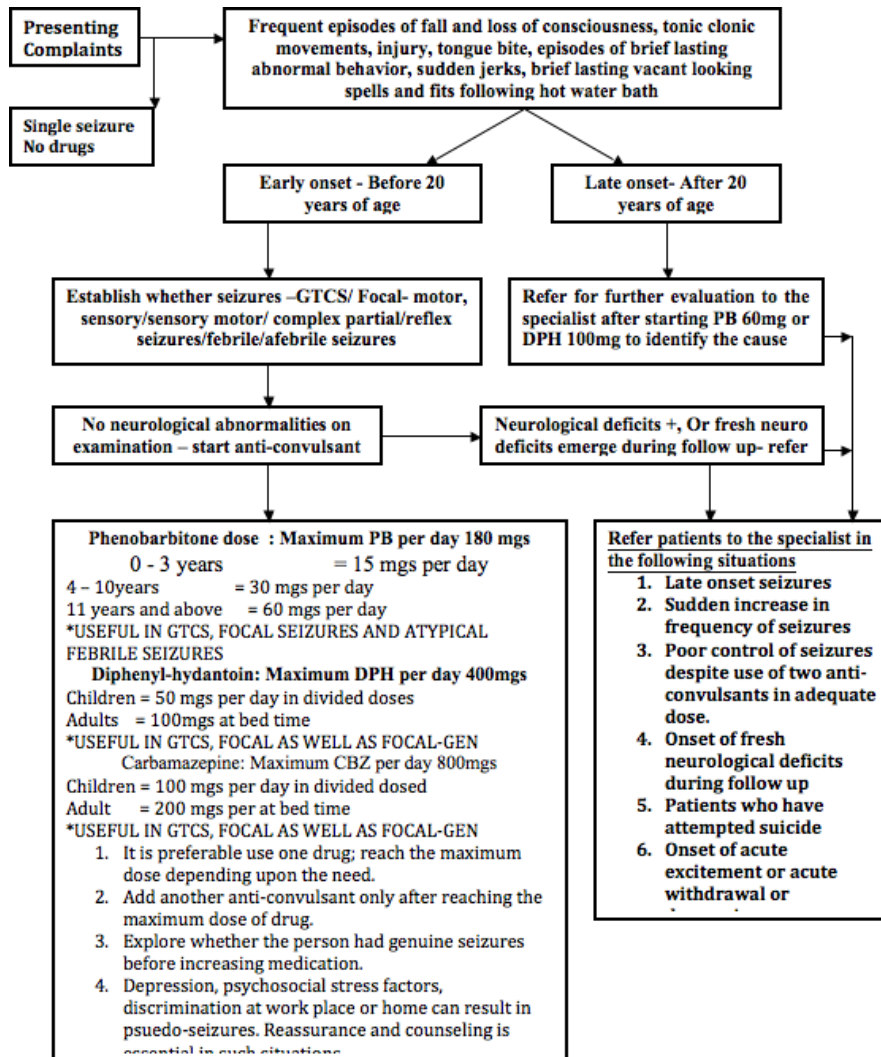 Presenting
Complaints
Frequent episodes of fall and loss of consciousness, tonic clonic
movements, injury, tongue bite, episodes of brief lasting
abnormal behavior, sudden jerks, brief lasting vacant looking
spells and fits following hot water bath
Single seizure
No drugs
Early onset - Before 20
years of age
Late onset- After 20
years of age
Establish whether seizures –GTCS/ Focal- motor,
sensory/sensory motor/ complex partial/reflex
seizures/febrile/afebrile seizures
Refer for further evaluation to the
specialist after starting PB 60mg or
DPH 100mg to identify the cause
No neurological abnormalities on
examination – start anti-convulsant
Neurological deficits +, Or fresh neuro
deficits emerge during follow up- refer
Phenobarbitone dose : Maximum PB per day 180 mgs
0 - 3 years = 15 mgs per day
4 – 10years = 30 mgs per day
11 years and above = 60 mgs per day
*USEFUL IN GTCS, FOCAL SEIZURES AND ATYPICAL
FEBRILE SEIZURES
Diphenyl-hydantoin: Maximum DPH per day 400mgs
Children = 50 mgs per day in divided doses
Adults = 100mgs at bed time
*USEFUL IN GTCS, FOCAL AS WELL AS FOCAL-GEN
Carbamazepine: Maximum CBZ per day 800mgs
Children = 100 mgs per day in divided dosed
Adult = 200 mgs per at bed time
*USEFUL IN GTCS, FOCAL AS WELL AS FOCAL-GEN
1. It is preferable use one drug; reach the maximum
dose depending upon the need.
2. Add another anti-convulsant only after reaching the
maximum dose of drug.
3. Explore whether the person had genuine seizures
before increasing medication.
4. Depression, psychosocial stress factors,
discrimination at work place or home can result in
psuedo-seizures. Reassurance and counseling is
essential in such situations
Refer patients to the specialist in
the following situations
1. Late onset seizures
2. Sudden increase in
frequency of seizures
3. Poor control of seizures
despite use of two anti-
convulsants in adequate
dose.
4. Onset of fresh
neurological deficits
during follow up
5. Patients who have
attempted suicide
6. Onset of acute
excitement or acute
withdrawal or